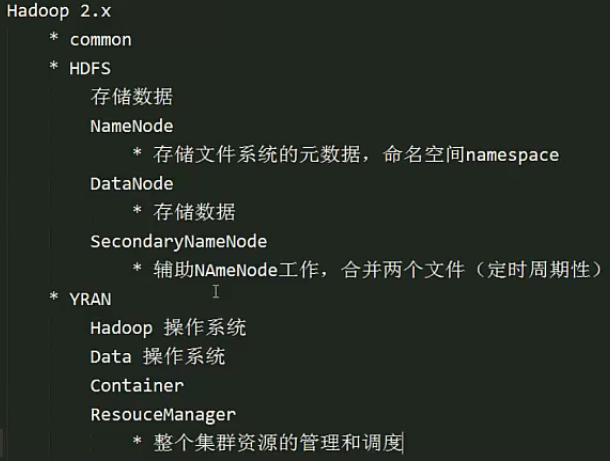 Hadoop 2.x
* common
* HDFS
存储数据
NameNode
* 存储文件系统的元数据，命名空间namespace
DataNode
* 存储数据
SecondaryNameNode
* 辅助NAmeNode工作，合并两个文件（定时周期性）
* YRAN
Hadoop 操作系统
Data 操作系统
Container
ResouceManager
* 整个集群资源的管理和调度